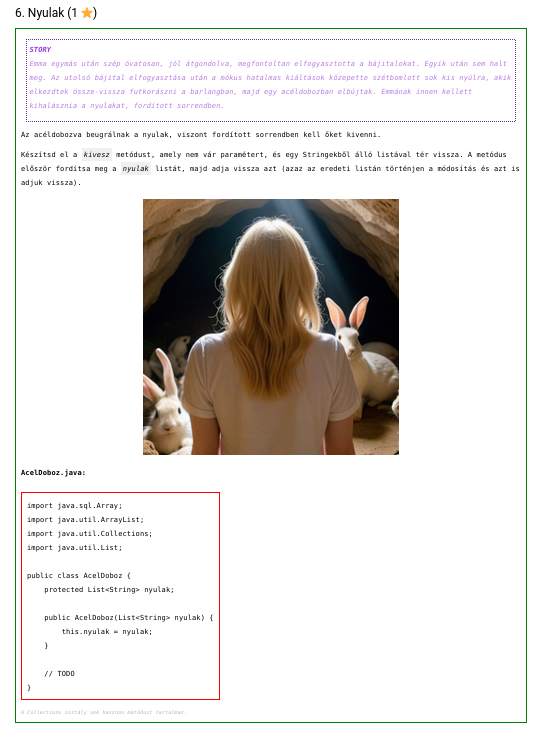 6. Nyulak (1 ⭐)
STORY
Emma egymás után szép óvatosan, jól átgondolva, megfontoltan elfogyasztotta a bájitalokat. Egyik után sem halt
meg. Az utolsó bájital elfogyasztása után a mókus hatalmas kiáltások közepette szétbomlott sok kis nyúlra, akik
elkezdtek össze-vissza futkorászni a barlangban, majd egy acéldobozban elbújtak. Emmának innen kellett
kihalásznia a nyulakat, fordított sorrendben.
Az acéldobozva beugrálnak a nyulak, viszont fordított sorrendben kell őket kivenni.
Készítsd el a kivesz metódust, amely nem vár paramétert, és egy Stringekből álló listával tér vissza. A metódus
először fordítsa meg a nyulak listát, majd adja vissza azt (azaz az eredeti listán történjen a módosítás és azt is
adjuk vissza).
AcelDoboz.java:
import java.sql.Array;
import java.util.ArrayList;
import java.util.Collections;
import java.util.List;
public class AcelDoboz {
protected List<String> nyulak;
public AcelDoboz(List<String> nyulak) {
this.nyulak = nyulak;
}
// TODO
}
A Collections osztály sok hasznos metódust tartalmaz.